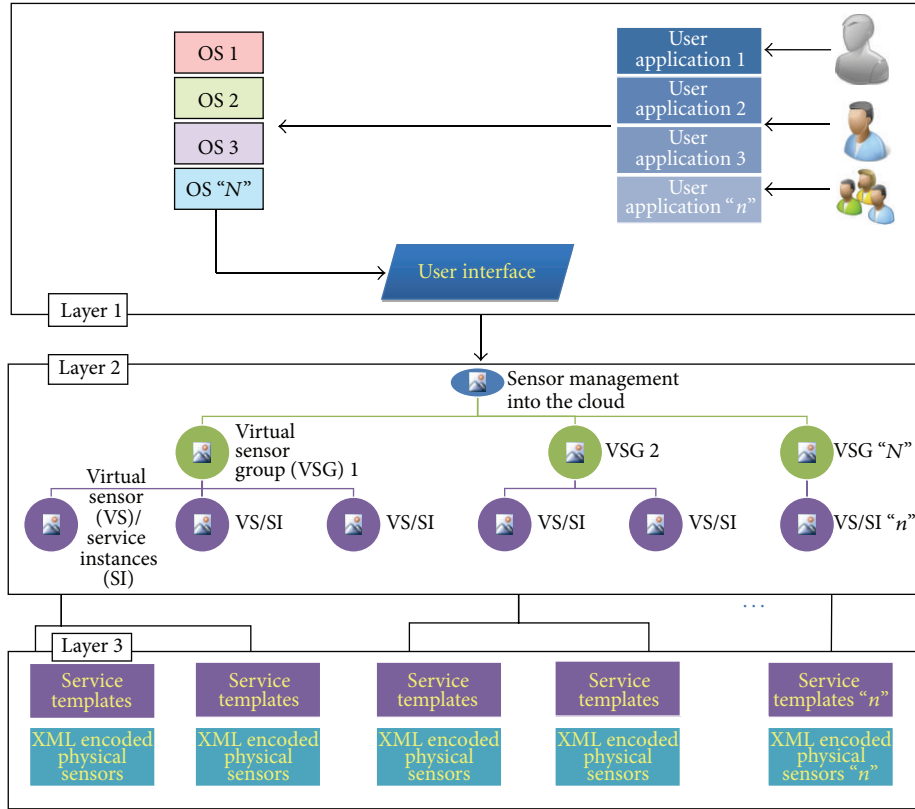 OS 1
OS 2
OS 3
OS “N”
User
application 1
User
application 2
User
application 3
User
application “n”
User interface
Layer 1
Layer 2
Sensor management
into the cloud
Virtual
sensor
group (VSG) 1
VSG 2
VSG “N”
Virtual
sensor
(VS)/
service
instances
(SI)
VS/SI
VS/SI
VS/SI
VS/SI
VS/SI “n”
...
Layer 3
Service
templates
Service
templates
Service
templates
Service
templates
Service
templates “n”
XML encoded
physical
sensors
XML encoded
physical
sensors
XML encoded
physical
sensors
XML encoded
physical
sensors
XML encoded
physical
sensors “n”